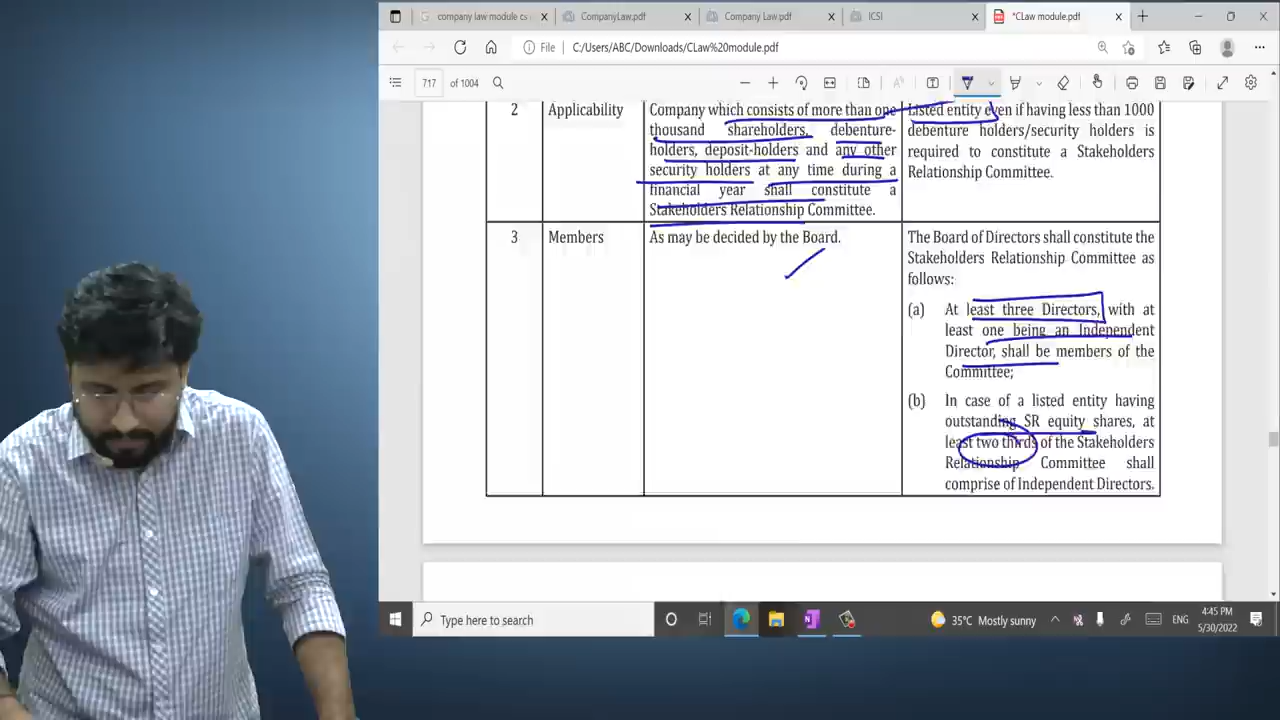 company law module cs
CompanyLaw.pdf
Company Law.pdf
ICSI
*CLaw module.pdf
File
C:/Users/ABC/Downloads/CLaw%20module.pdf
717 of 1004
2
Applicability
Company which consists of more than one
thousand shareholders, debenture-
holders, deposit-holders and any other
security holders at any time during a
financial year shall constitute a
Stakeholders Relationship Committee.
Listed entity even if having less than 1000
debenture holders/security holders is
required to constitute a Stakeholders
Relationship Committee.
3
Members
As may be decided by the Board.
The Board of Directors shall constitute the
Stakeholders Relationship Committee as
follows:
(a) At least three Directors, with at
least one being an Independent
Director, shall be members of the
Committee;
(b) In case of a listed entity having
outstanding SR equity shares, at
least two thirds of the Stakeholders
Relationship Committee shall
comprise of Independent Directors.
Type here to search
35°C Mostly sunny
ENG
4:45 PM
5/30/2022